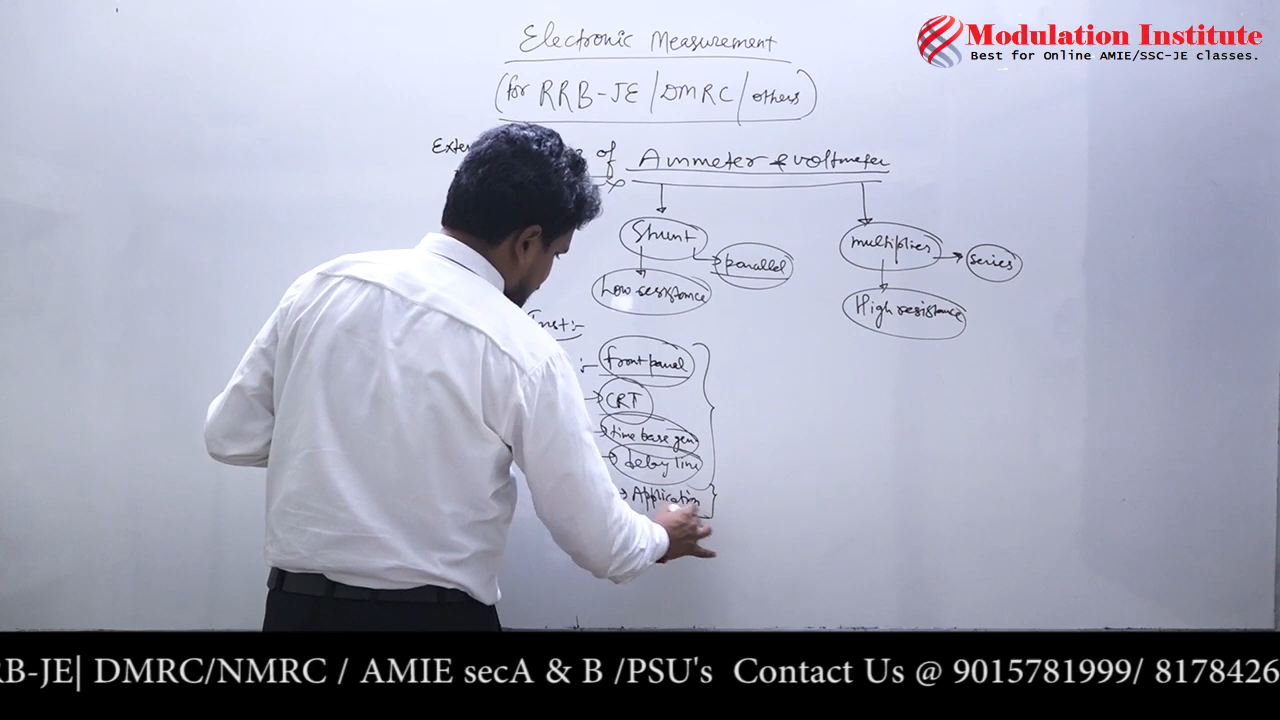 Modulation Institute
Best for Online AMIE/SSC-JE classes.
Electronic Measurement
(for RRB-JE / DMRC / others)
of Ammeter & voltmeter
Shunt
parallel
multiplier
series
Low resistance
High resistance
Inst:-
:- front panel
CRT
time base gen.
delay line
Application
RB-JE| DMRC/NMRC / AMIE secA & B /PSU's Contact Us @ 9015781999/ 8178426